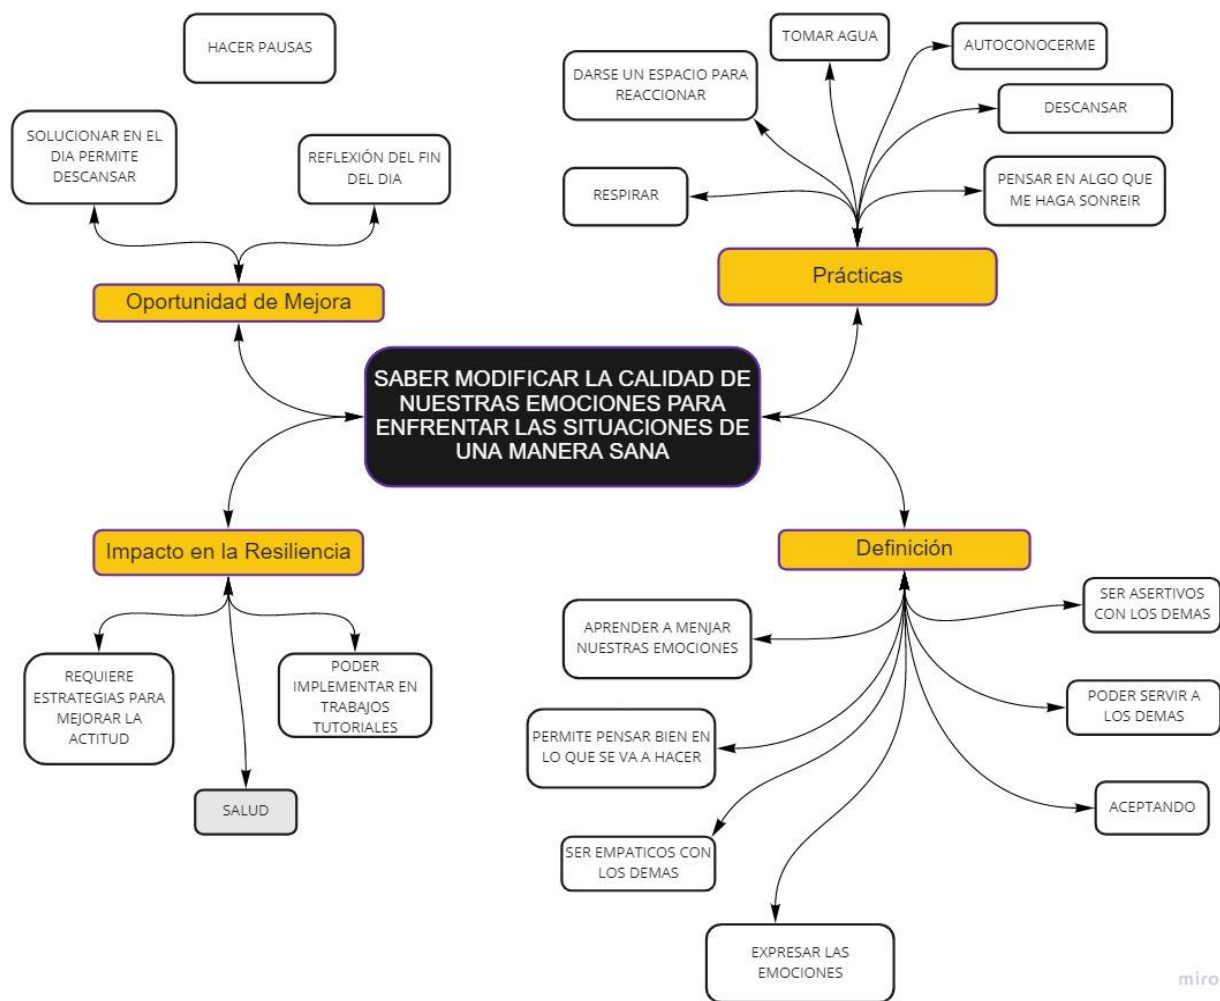 HACER PAUSAS
SOLUCIONAR EN EL
DIA PERMITE
DESCANSAR
REFLEXIÓN DEL FIN
DEL DIA
Oportunidad de Mejora
TOMAR AGUA
AUTOCONOCERME
DARSE UN ESPACIO PARA
REACCIONAR
DESCANSAR
RESPIRAR
PENSAR EN ALGO QUE
ME HAGA SONREIR
Prácticas
SABER MODIFICAR LA CALIDAD DE
NUESTRAS EMOCIONES PARA
ENFRENTAR LAS SITUACIONES DE
UNA MANERA SANA
Impacto en la Resiliencia
REQUIERE
ESTRATEGIAS PARA
MEJORAR LA
ACTITUD
PODER
IMPLEMENTAR EN
TRABAJOS
TUTORIALES
SALUD
Definición
APRENDER A MENJAR
NUESTRAS EMOCIONES
SER ASERTIVOS
CON LOS DEMAS
PERMITE PENSAR BIEN EN
LO QUE SE VA A HACER
PODER SERVIR A
LOS DEMAS
SER EMPATICOS CON
LOS DEMAS
ACEPTANDO
EXPRESAR LAS
EMOCIONES
miro